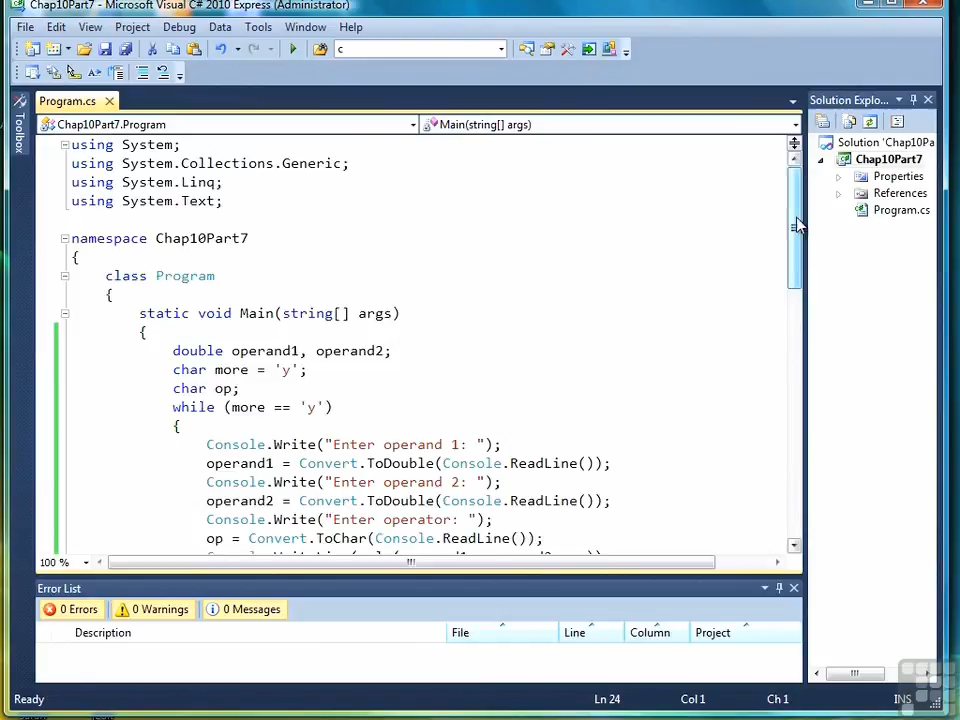 Chap10Part7 - Microsoft Visual C# 2010 Express (Administrator)
File Edit View Project Debug Data Tools Window Help
c
Program.cs
Solution Explo...
Toolbox
Chap10Part7.Program
Main(string[] args)
Solution 'Chap10Pa
Chap10Part7
Properties
References
Program.cs
using System;
using System.Collections.Generic;
using System.Linq;
using System.Text;
namespace Chap10Part7
{
class Program
{
static void Main(string[] args)
{
double operand1, operand2;
char more = 'y';
char op;
while (more == 'y')
{
Console.Write("Enter operand 1: ");
operand1 = Convert.ToDouble(Console.ReadLine());
Console.Write("Enter operand 2: ");
operand2 = Convert.ToDouble(Console.ReadLine());
Console.Write("Enter operator: ");
op = Convert.ToChar(Console.ReadLine());
100 %
Error List
0 Errors 0 Warnings 0 Messages
Description File Line Column Project
Ready Ln 24 Col 1 Ch 1 INS